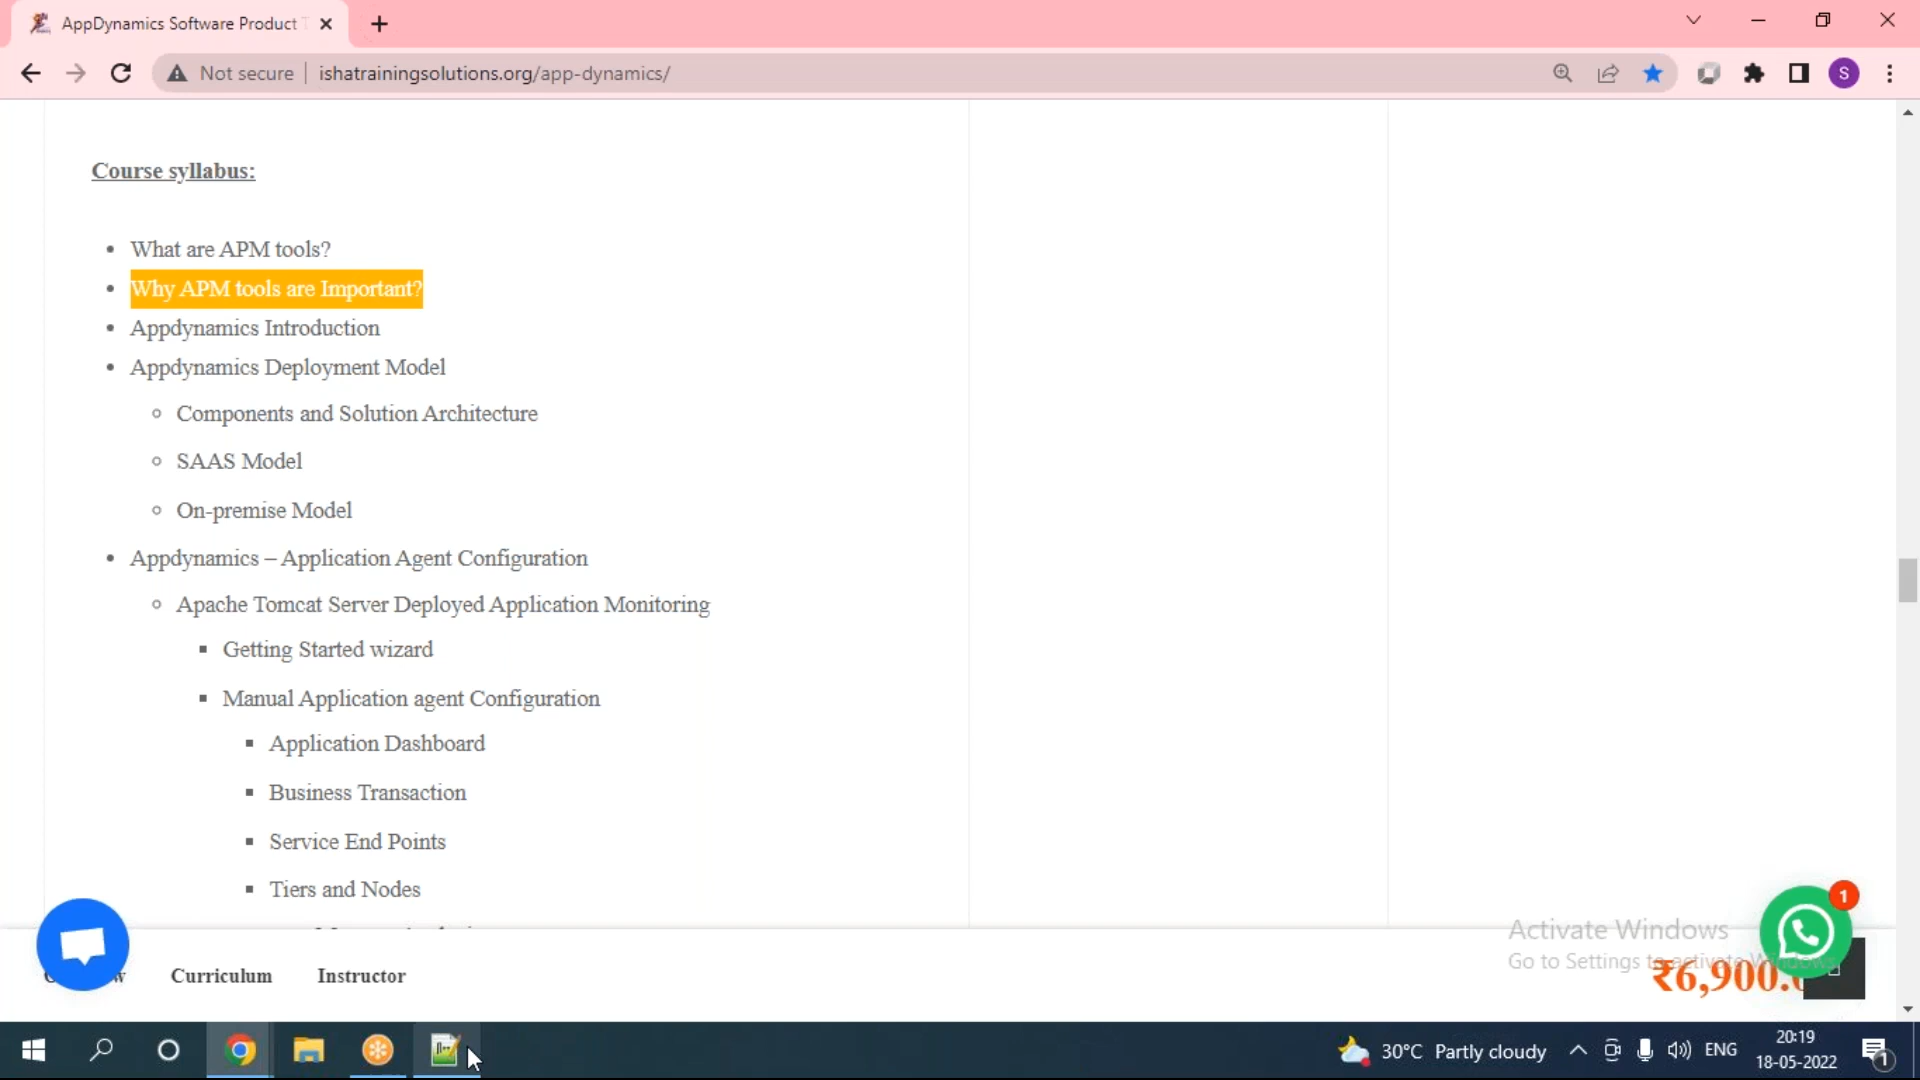 AppDynamics Software Product
Not secure
ishatrainingsolutions.org/app-dynamics/
S
Course syllabus:
What are APM tools?
Why APM tools are Important?
Appdynamics Introduction
Appdynamics Deployment Model
Components and Solution Architecture
SAAS Model
On-premise Model
Appdynamics – Application Agent Configuration
Apache Tomcat Server Deployed Application Monitoring
Getting Started wizard
Manual Application agent Configuration
Application Dashboard
Business Transaction
Service End Points
Tiers and Nodes
1
Activate Windows
Go to Settings to activate Windows.
Curriculum
Instructor
₹6,900.
30°C Partly cloudy
ENG
20:19
18-05-2022
1